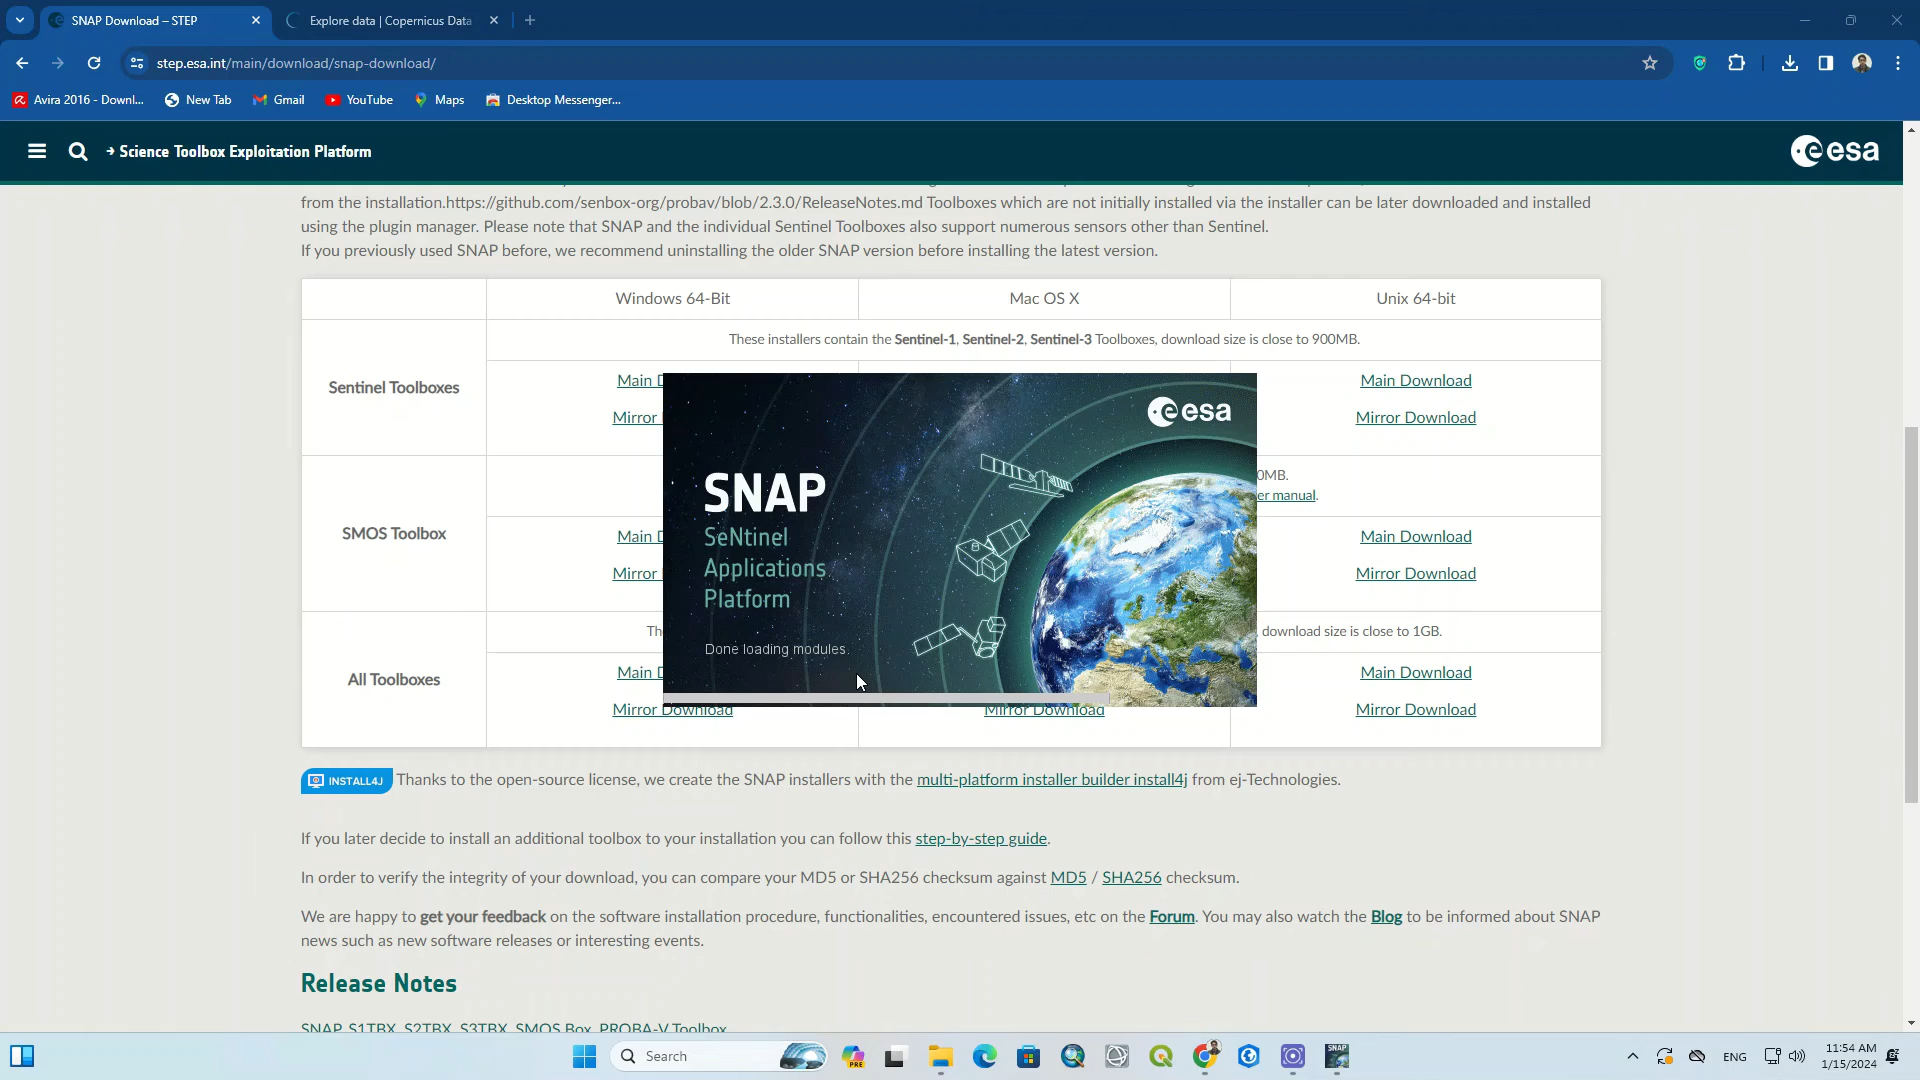 SNAP Download – STEP
Explore data | Copernicus Data
step.esa.int/main/download/snap-download/
Avira 2016 - Downl...
New Tab
Gmail
YouTube
Maps
Desktop Messenger...
Science Toolbox Exploitation Platform
esa
from the installation.https://github.com/senbox-org/probav/blob/2.3.0/ReleaseNotes.md Toolboxes which are not initially installed via the installer can be later downloaded and installed
using the plugin manager. Please note that SNAP and the individual Sentinel Toolboxes also support numerous sensors other than Sentinel.
If you previously used SNAP before, we recommend uninstalling the older SNAP version before installing the latest version.
Windows 64-Bit
Mac OS X
Unix 64-bit
These installers contain the Sentinel-1, Sentinel-2, Sentinel-3 Toolboxes, download size is close to 900MB.
Sentinel Toolboxes
Main D
Main Download
Mirror
Mirror Download
esa
SNAP
SeNtinel
Applications
Platform
Done loading modules.
0MB.
er manual.
SMOS Toolbox
Main D
Main Download
Mirror
Mirror Download
Th
, download size is close to 1GB.
All Toolboxes
Main D
Main Download
Mirror Download
Mirror Download
Mirror Download
INSTALL4J Thanks to the open-source license, we create the SNAP installers with the multi-platform installer builder install4j from ej-Technologies.
If you later decide to install an additional toolbox to your installation you can follow this step-by-step guide.
In order to verify the integrity of your download, you can compare your MD5 or SHA256 checksum against MD5 / SHA256 checksum.
We are happy to get your feedback on the software installation procedure, functionalities, encountered issues, etc on the Forum. You may also watch the Blog to be informed about SNAP
news such as new software releases or interesting events.
Release Notes
SNAP, S1TBX, S2TBX, S3TBX, SMOS Box, PROBA-V Toolbox
Search
PRE
SNAP
ENG
11:54 AM
1/15/2024